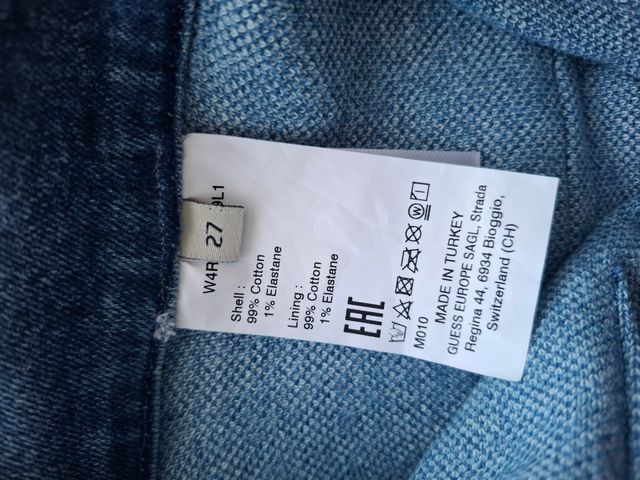 27
Shell :
99% Cotton
1% Elastane
Lining :
99% Cotton
1% Elastane
EAC
M010
MADE IN TURKEY
GUESS EUROPE SAGL, Strada
Regina 44, 6934 Bioggio,
Switzerland (CH)